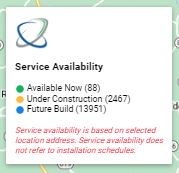 Service Availability
Available Now (88)
Under Construction (2467)
Future Build (13951)
Service availability is based on selected
location address. Service availability does
not refer to installation schedules.